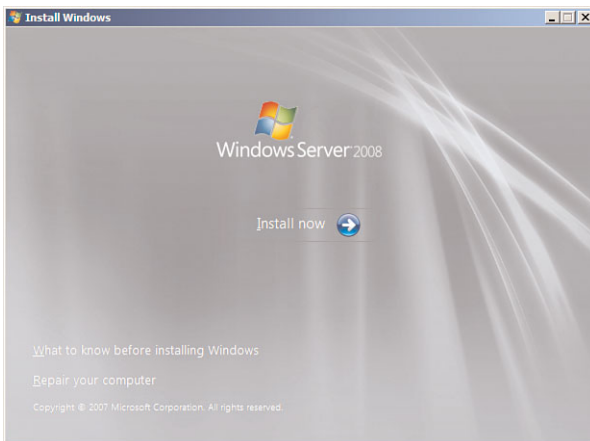 Install Windows
Windows Server 2008
Install now
What to know before installing Windows
Repair your computer
Copyright © 2007 Microsoft Corporation. All rights reserved.